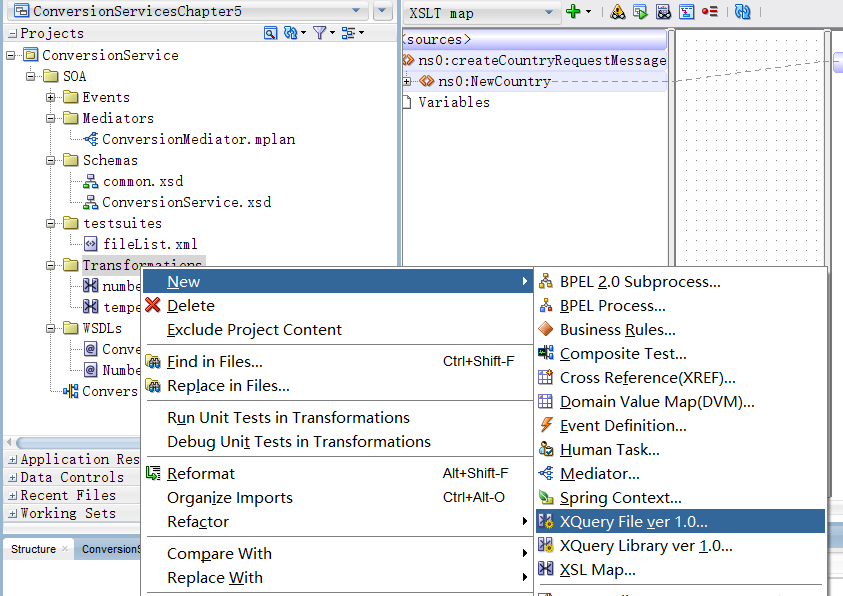 ConversionServicesChapter5
Projects
ConversionService
SOA
Events
Mediators
ConversionMediator.mplan
Schemas
common.xsd
ConversionService.xsd
testsuites
fileList.xml
Transformations
numbe
tempe
WSDLs
Conve
Numbe
Convers
Application Res
Data Controls
Recent Files
Working Sets
Structure
ConversionS
XSLT map
<sources>
ns0:createCountryRequestMessage
ns0:NewCountry
Variables
New
Delete
Exclude Project Content
Find in Files... Ctrl+Shift-F
Replace in Files...
Run Unit Tests in Transformations
Debug Unit Tests in Transformations
Reformat Alt+Shift-F
Organize Imports Ctrl+Alt-O
Refactor
Compare With
Replace With
BPEL 2.0 Subprocess...
BPEL Process...
Business Rules...
Composite Test...
Cross Reference(XREF)...
Domain Value Map(DVM)...
Event Definition...
Human Task...
Mediator...
Spring Context...
XQuery File ver 1.0...
XQuery Library ver 1.0...
XSL Map...